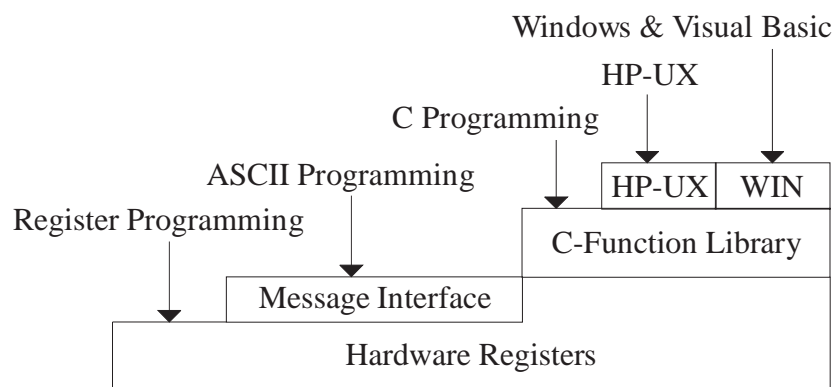 Windows & Visual Basic
HP-UX
C Programming
ASCII Programming
HP-UX
WIN
Register Programming
C-Function Library
Message Interface
Hardware Registers